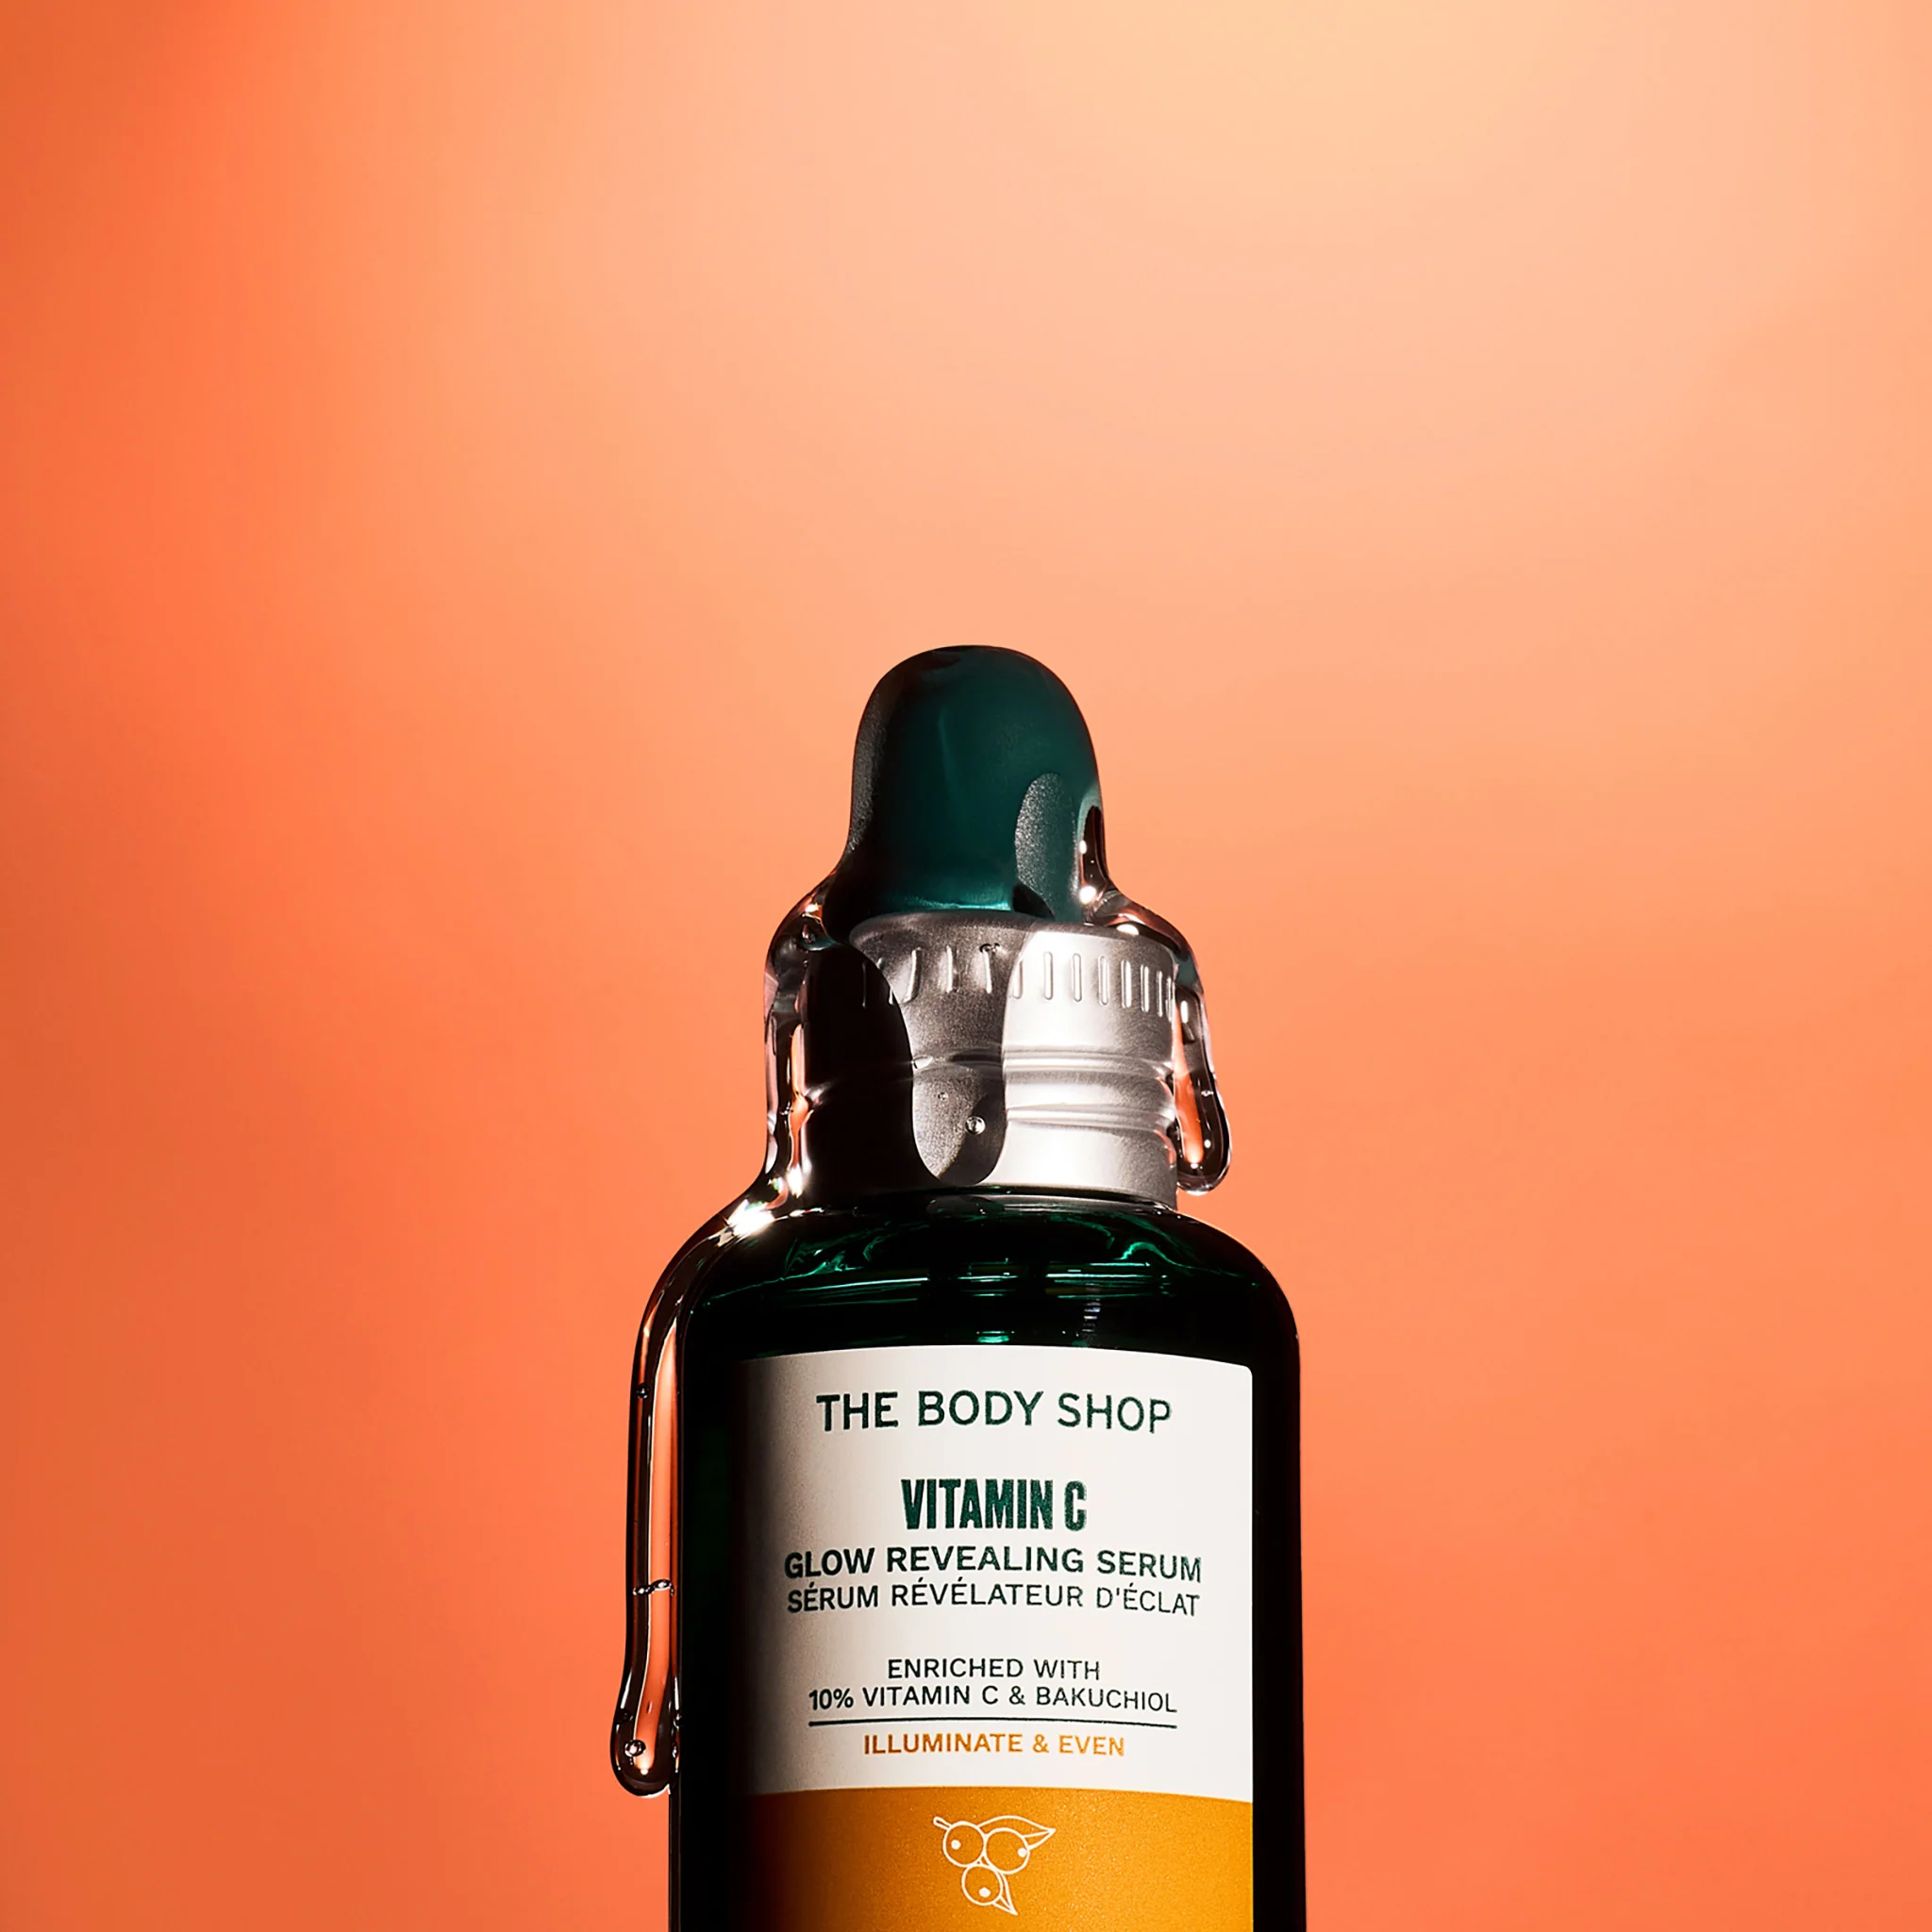 THE BODY SHOP
VITAMIN C
GLOW REVEALING SERUM
SÉRUM RÉVÉLATEUR D'ÉCLAT
ENRICHED WITH
10% VITAMIN C & BAKUCHIOL
ILLUMINATE & EVEN